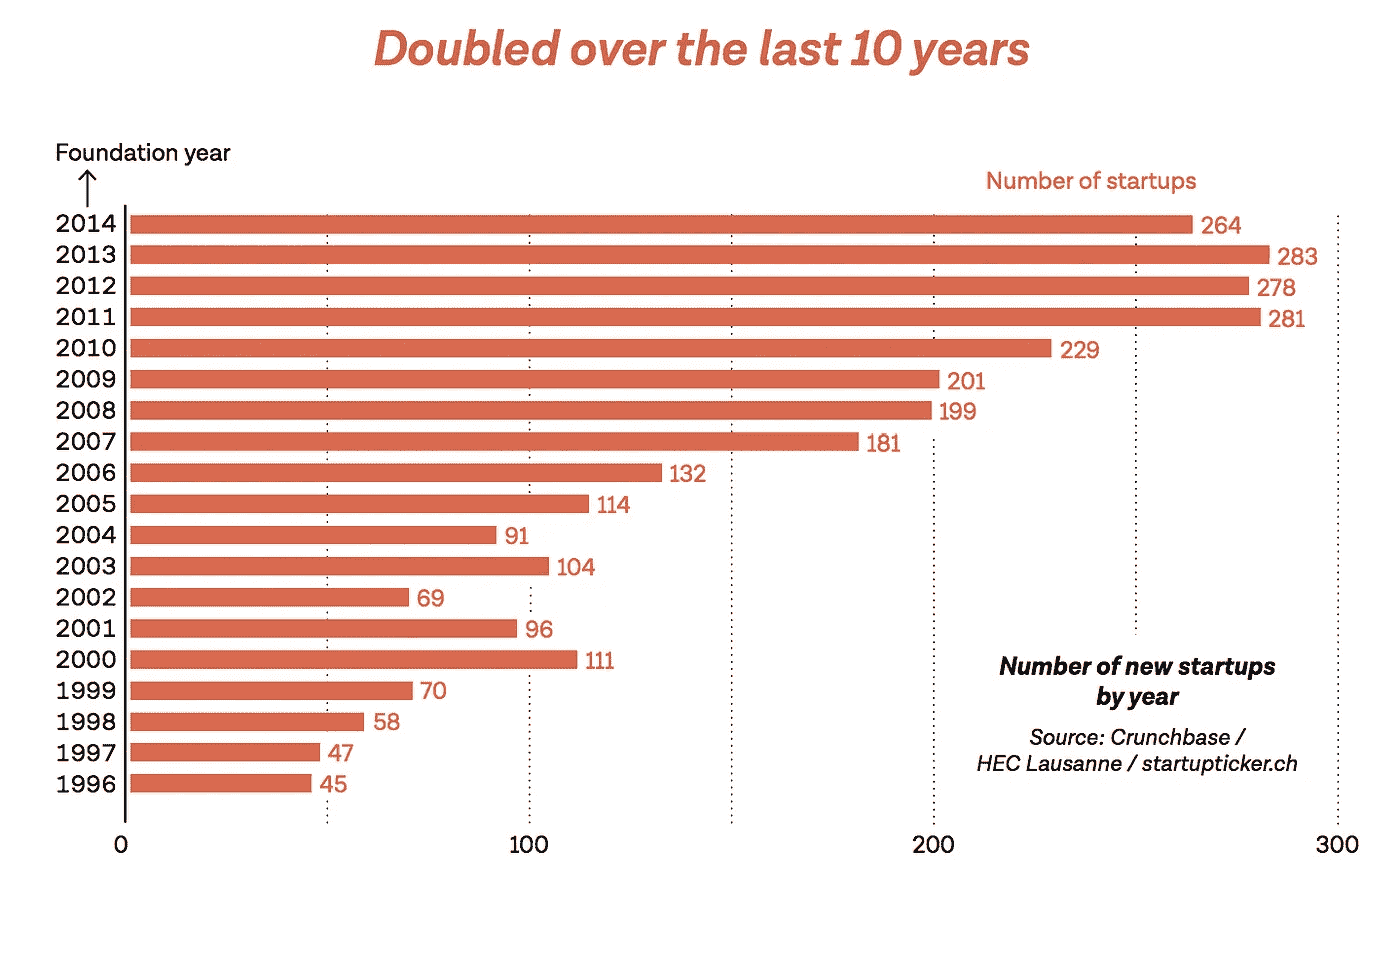 Doubled over the last 10 years
Foundation year
Number of startups
2014 264
2013 283
2012 278
2011 281
2010 229
2009 201
2008 199
2007 181
2006 132
2005 114
2004 91
2003 104
2002 69
2001 96
2000 111
1999 70
1998 58
1997 47
1996 45
Number of new startups
by year
Source: Crunchbase /
HEC Lausanne / startupticker.ch
0 100 200 300